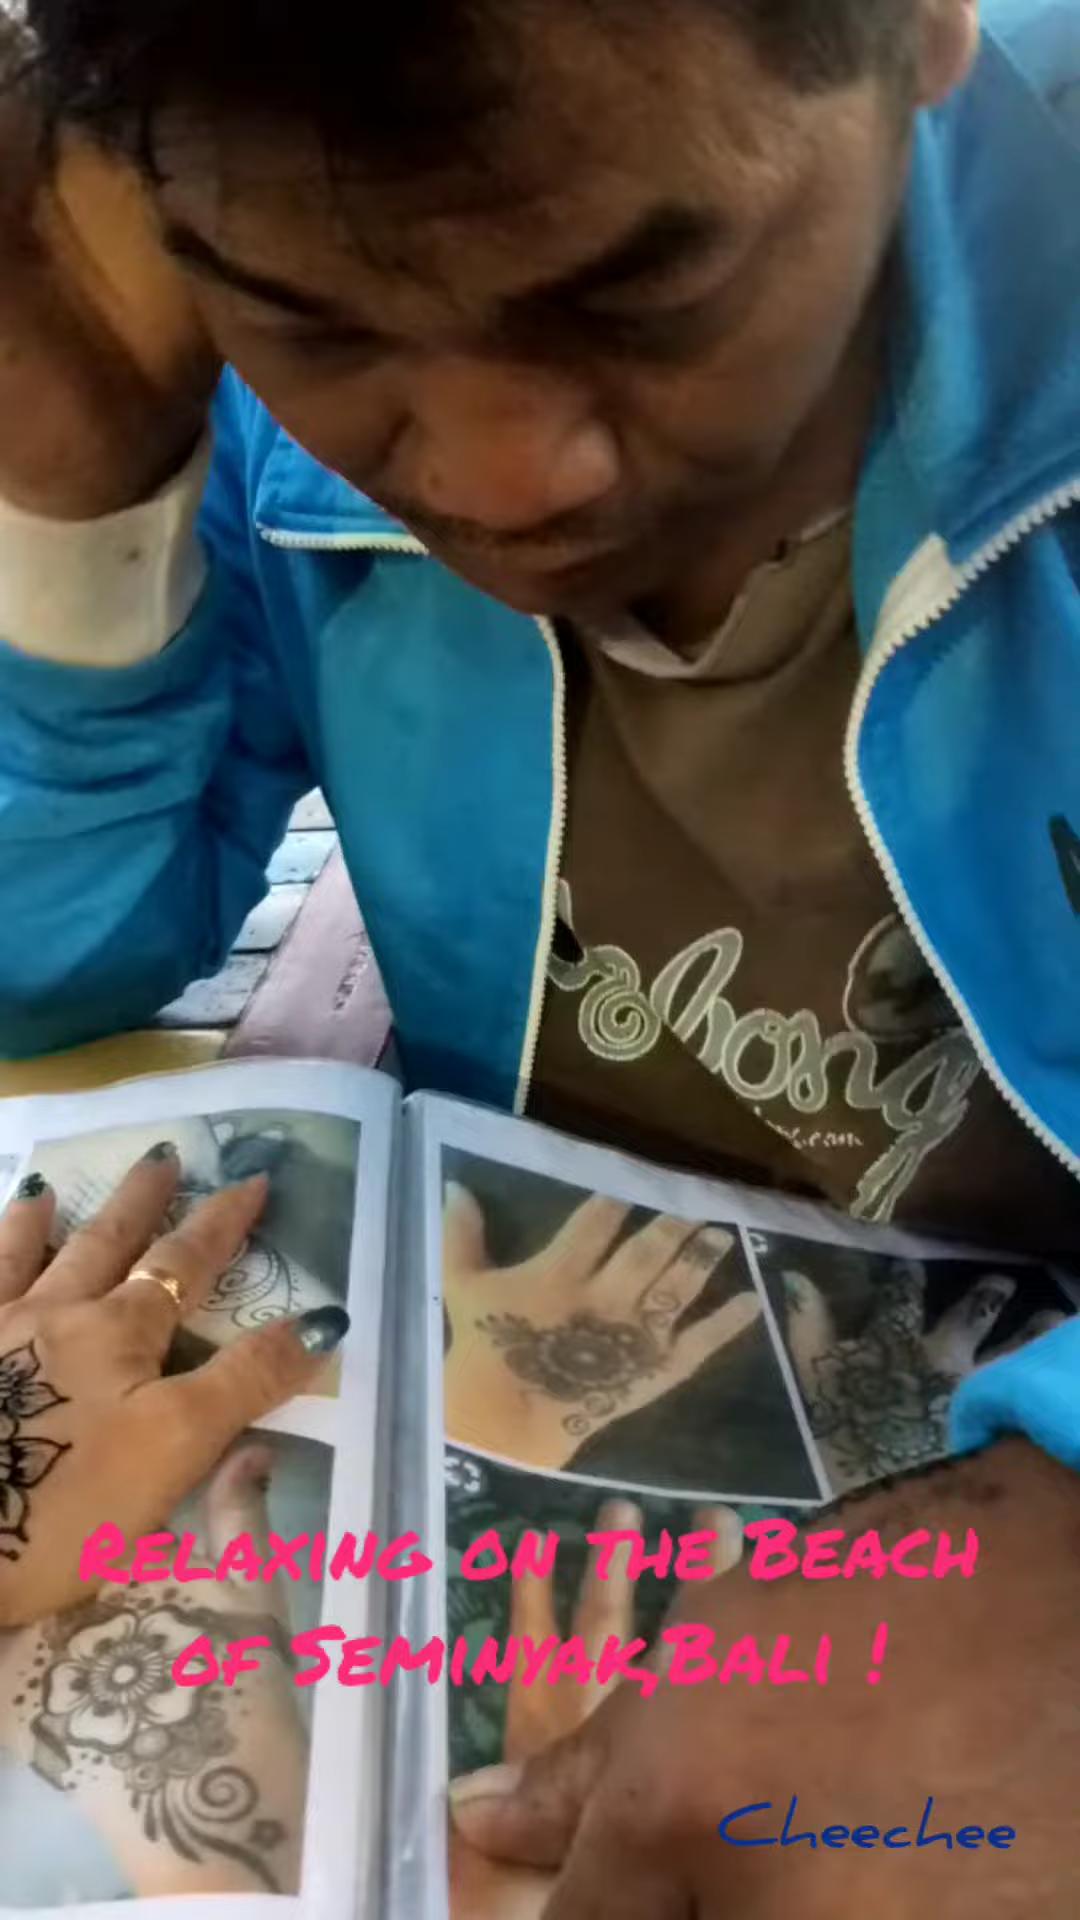 Relaxing on the Beach
of Seminyak,Bali !
Cheechee